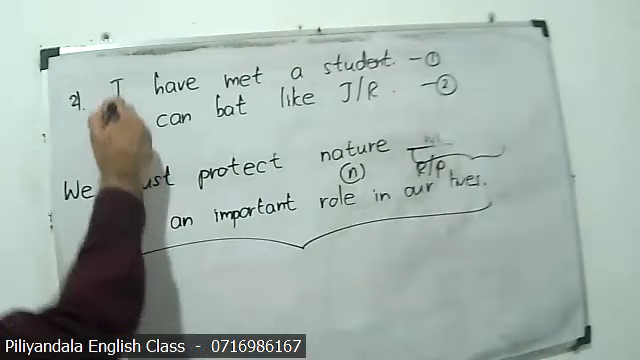 2). I have met a student. - ①
can bat like J/R. - ②
We protect nature
(n) R/P
an important role in our lives.
Piliyandala English Class - 0716986167